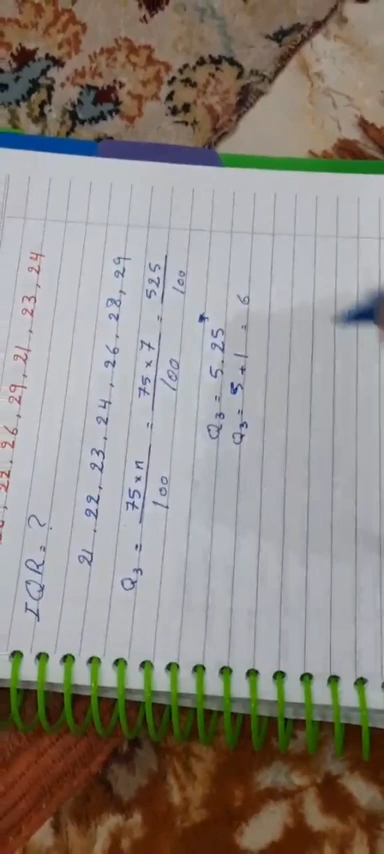 22, 26, 29, 21, 23, 24
IQR = ?
21, 22, 23, 24, 26, 28, 29
Q3 = 75 × n / 100 = 75 × 7 / 100 = 525 / 100
Q3 = 5.25
Q3 = 5 + 1 = 6